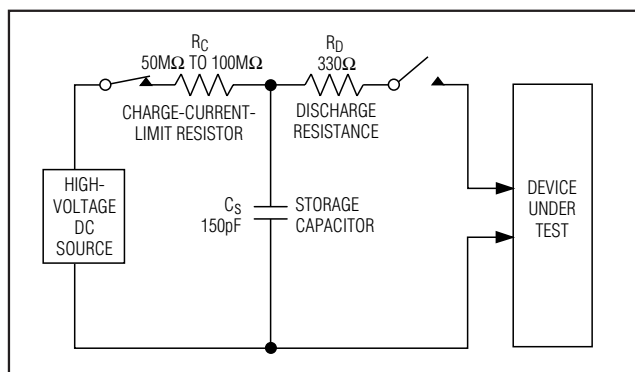 R_C
50MΩ TO 100MΩ
CHARGE-CURRENT-
LIMIT RESISTOR
R_D
330Ω
DISCHARGE
RESISTANCE
HIGH-
VOLTAGE
DC
SOURCE
C_S
150pF
STORAGE
CAPACITOR
DEVICE
UNDER
TEST